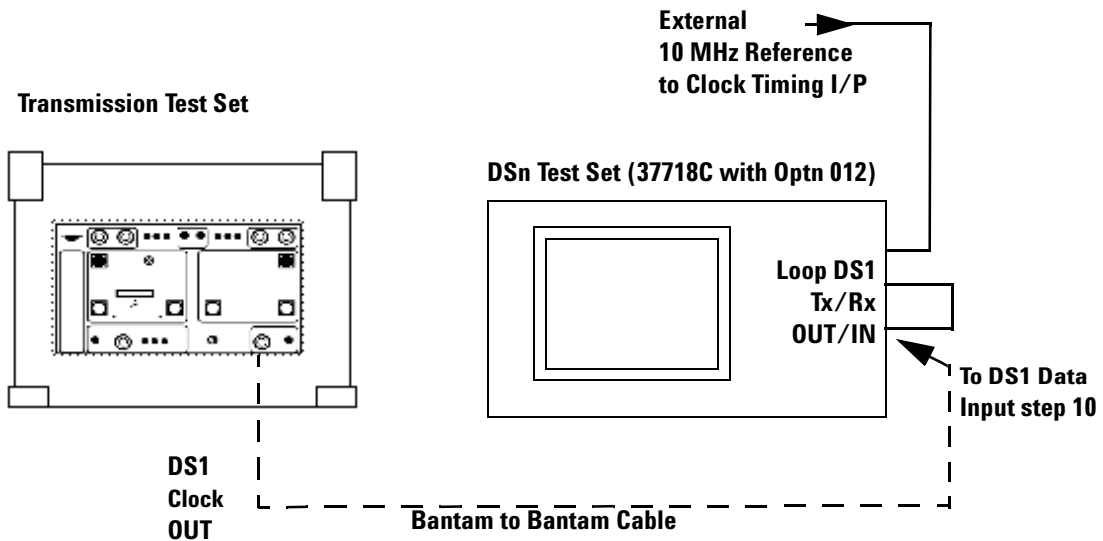 External
10 MHz Reference
to Clock Timing I/P
Transmission Test Set
DSn Test Set (37718C with Optn 012)
Loop DS1
Tx/Rx
OUT/IN
To DS1 Data
Input step 10
DS1
Clock
OUT
Bantam to Bantam Cable